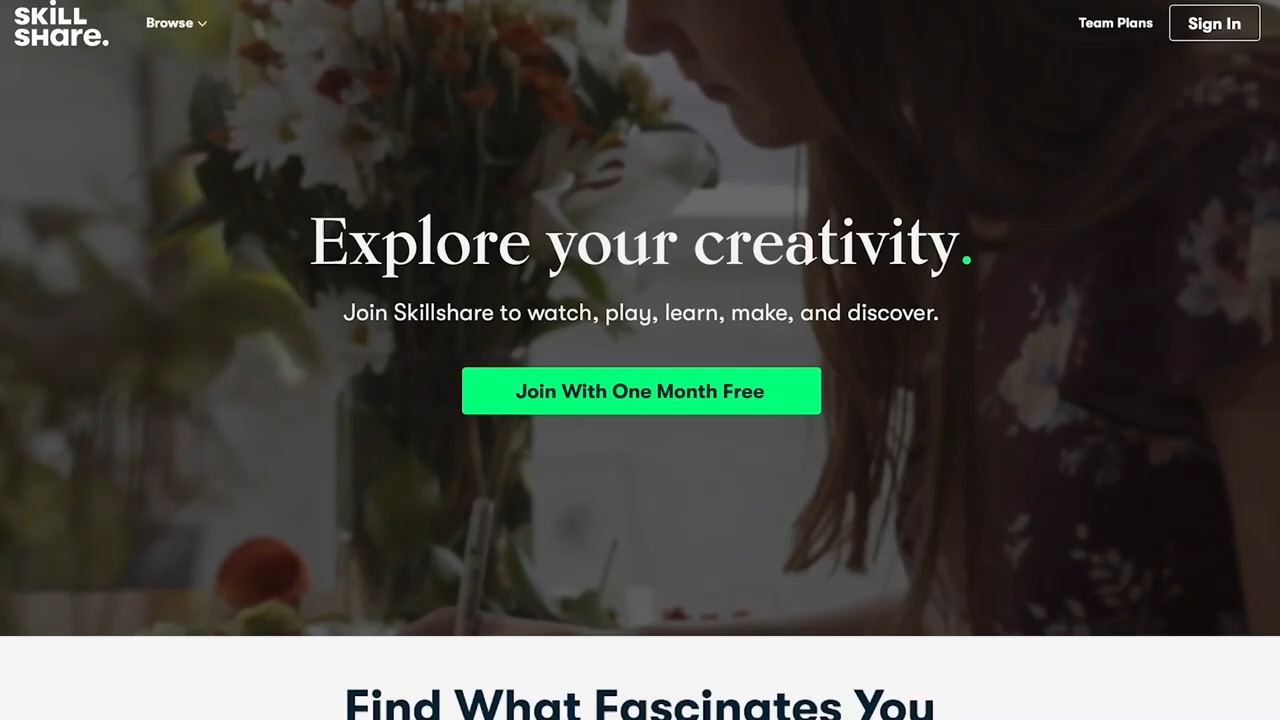 SKILL
SHare.
Browse
Team Plans
Sign In
Explore your creativity.
Join Skillshare to watch, play, learn, make, and discover.
Join With One Month Free
Find What Fascinates You